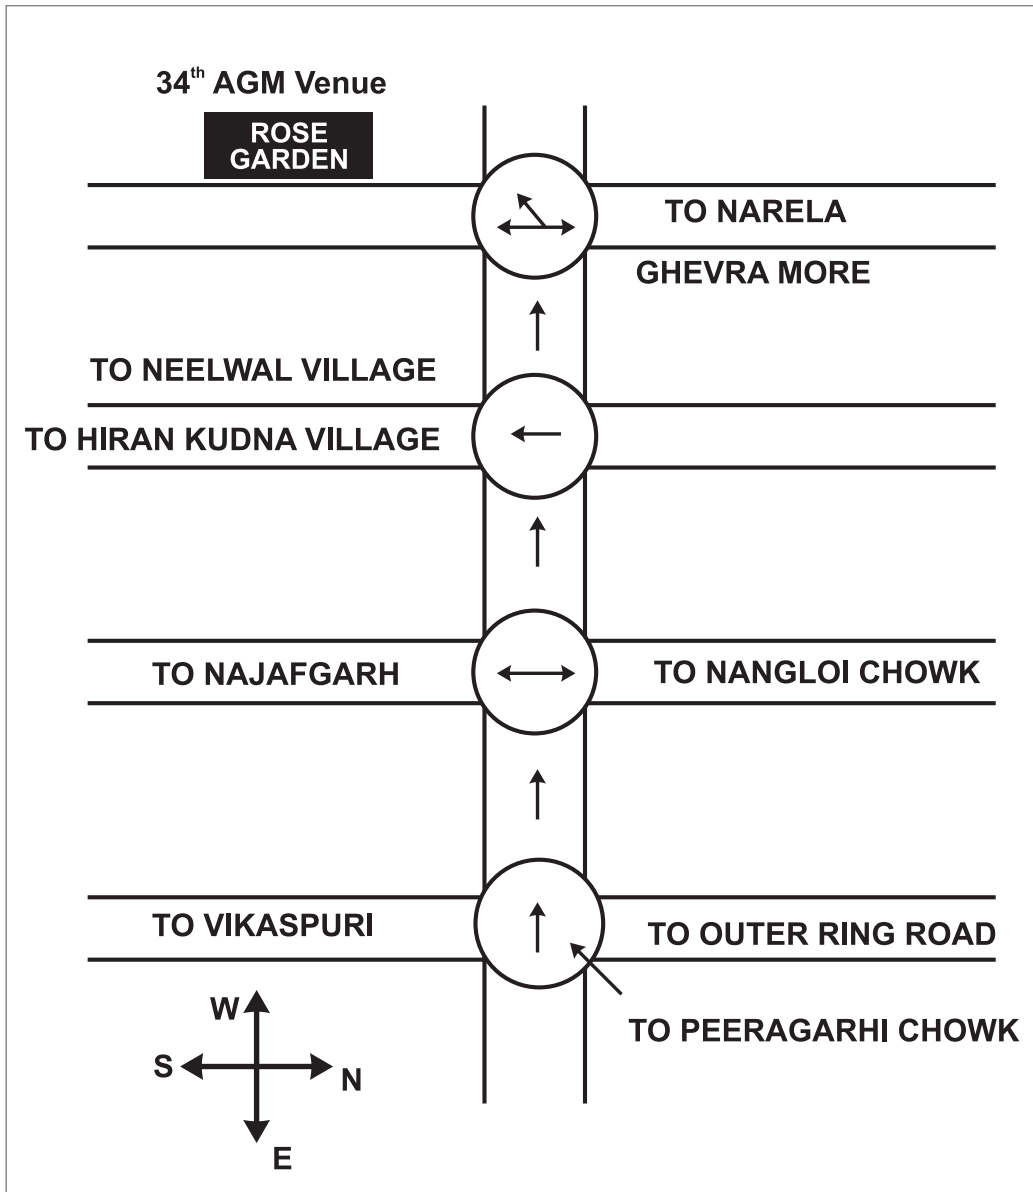 34th AGM Venue
ROSE
GARDEN
TO NARELA
GHEVRA MORE
TO NEELWAL VILLAGE
TO HIRAN KUDNA VILLAGE
TO NAJAFGARH
TO NANGLOI CHOWK
TO VIKASPURI
TO OUTER RING ROAD
TO PEERAGARHI CHOWK
W
S
N
E